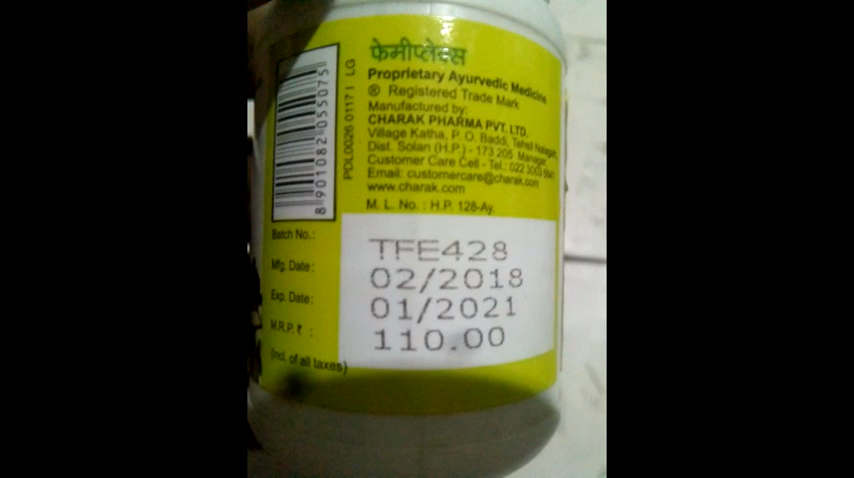 फेमीप्लेक्स
Proprietary Ayurvedic Medicine
® Registered Trade Mark
Manufactured by:
CHARAK PHARMA PVT. LTD.
Village Katha, P. O. Baddi, Tehsil Nalagarh,
Dist. Solan (H.P.) - 173 205 Manager,
Customer Care Cell - Tel.: 022 3003
Email: customercare@charak.com
www.charak.com
M. L. No. : H.P. 128-Ay.
8 901082 055075
PDL0026 0117 I LG
Batch No.: TFE428
Mfg. Date: 02/2018
Exp. Date: 01/2021
M.R.P.₹ : 110.00
(incl. of all taxes)